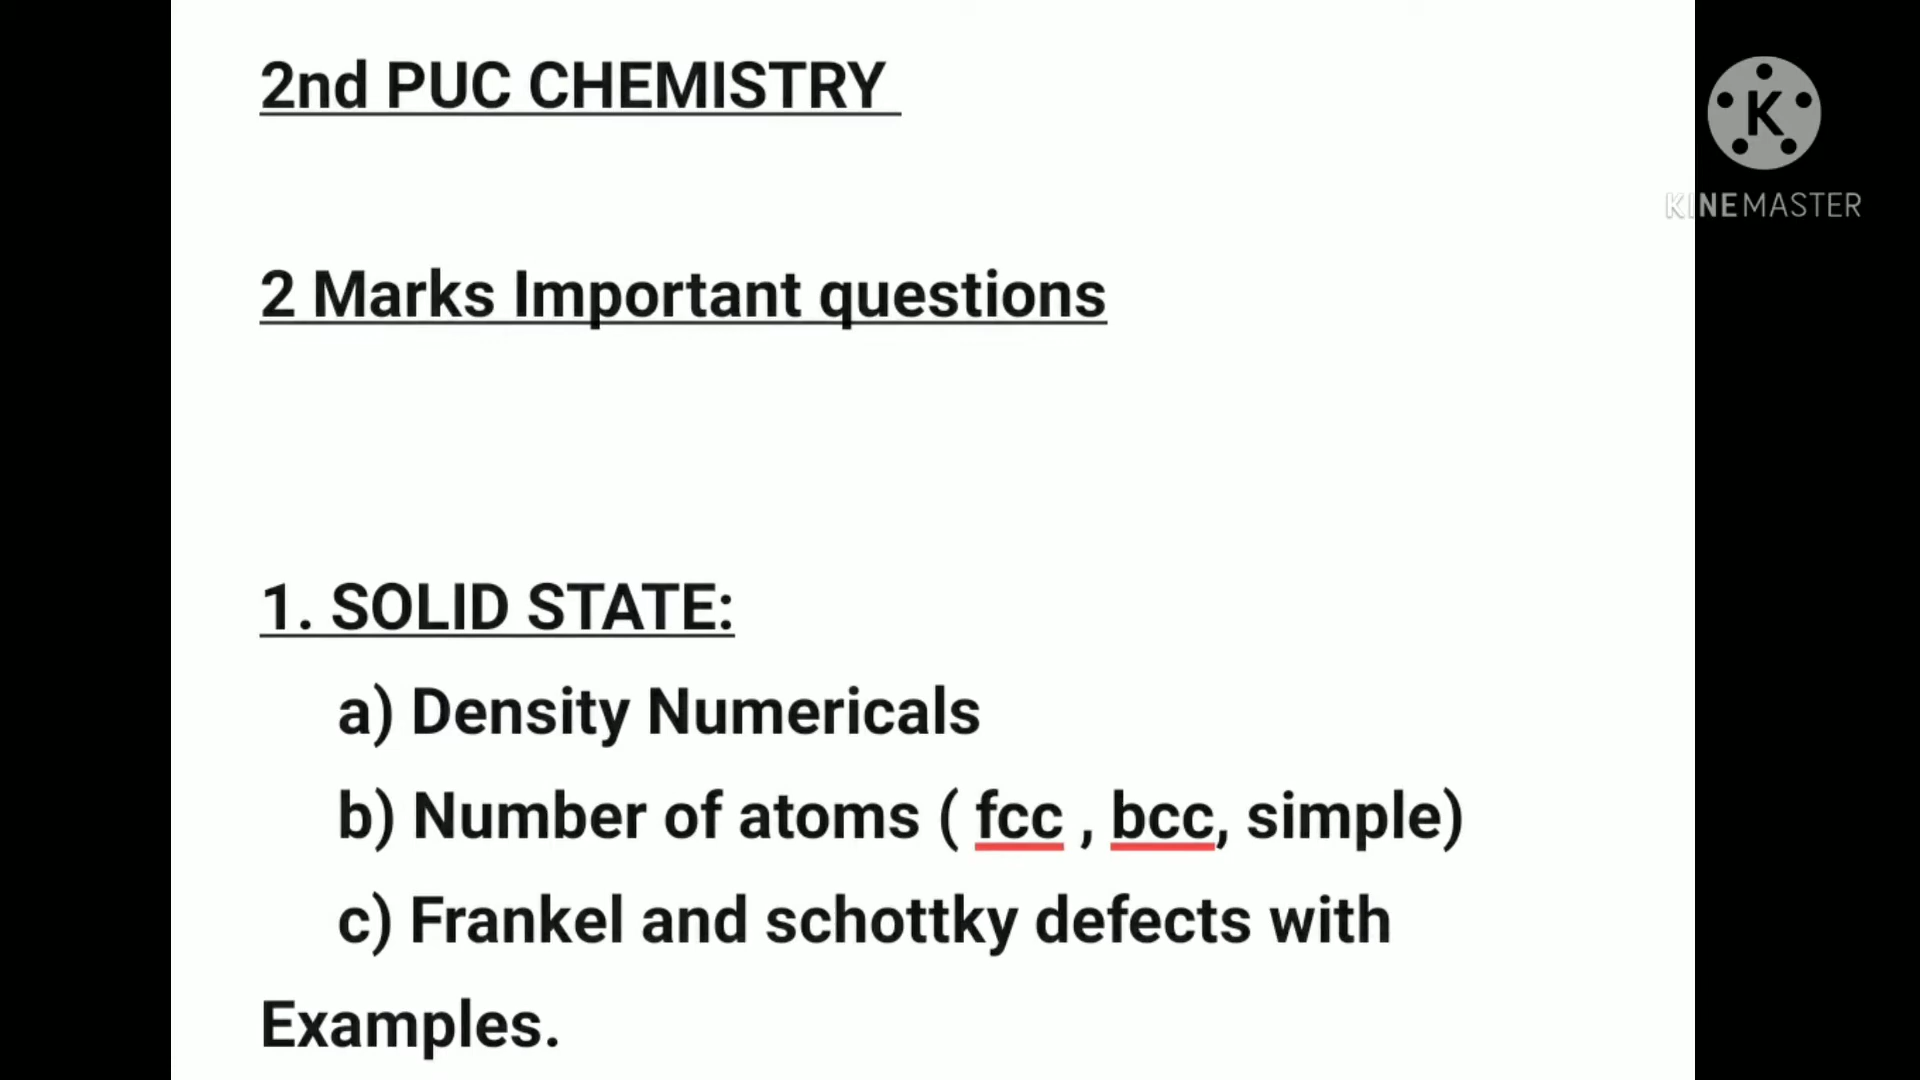 2nd PUC CHEMISTRY
K
KINEMASTER
2 Marks Important questions
1. SOLID STATE:
a) Density Numericals
b) Number of atoms ( fcc , bcc, simple)
c) Frankel and schottky defects with
Examples.